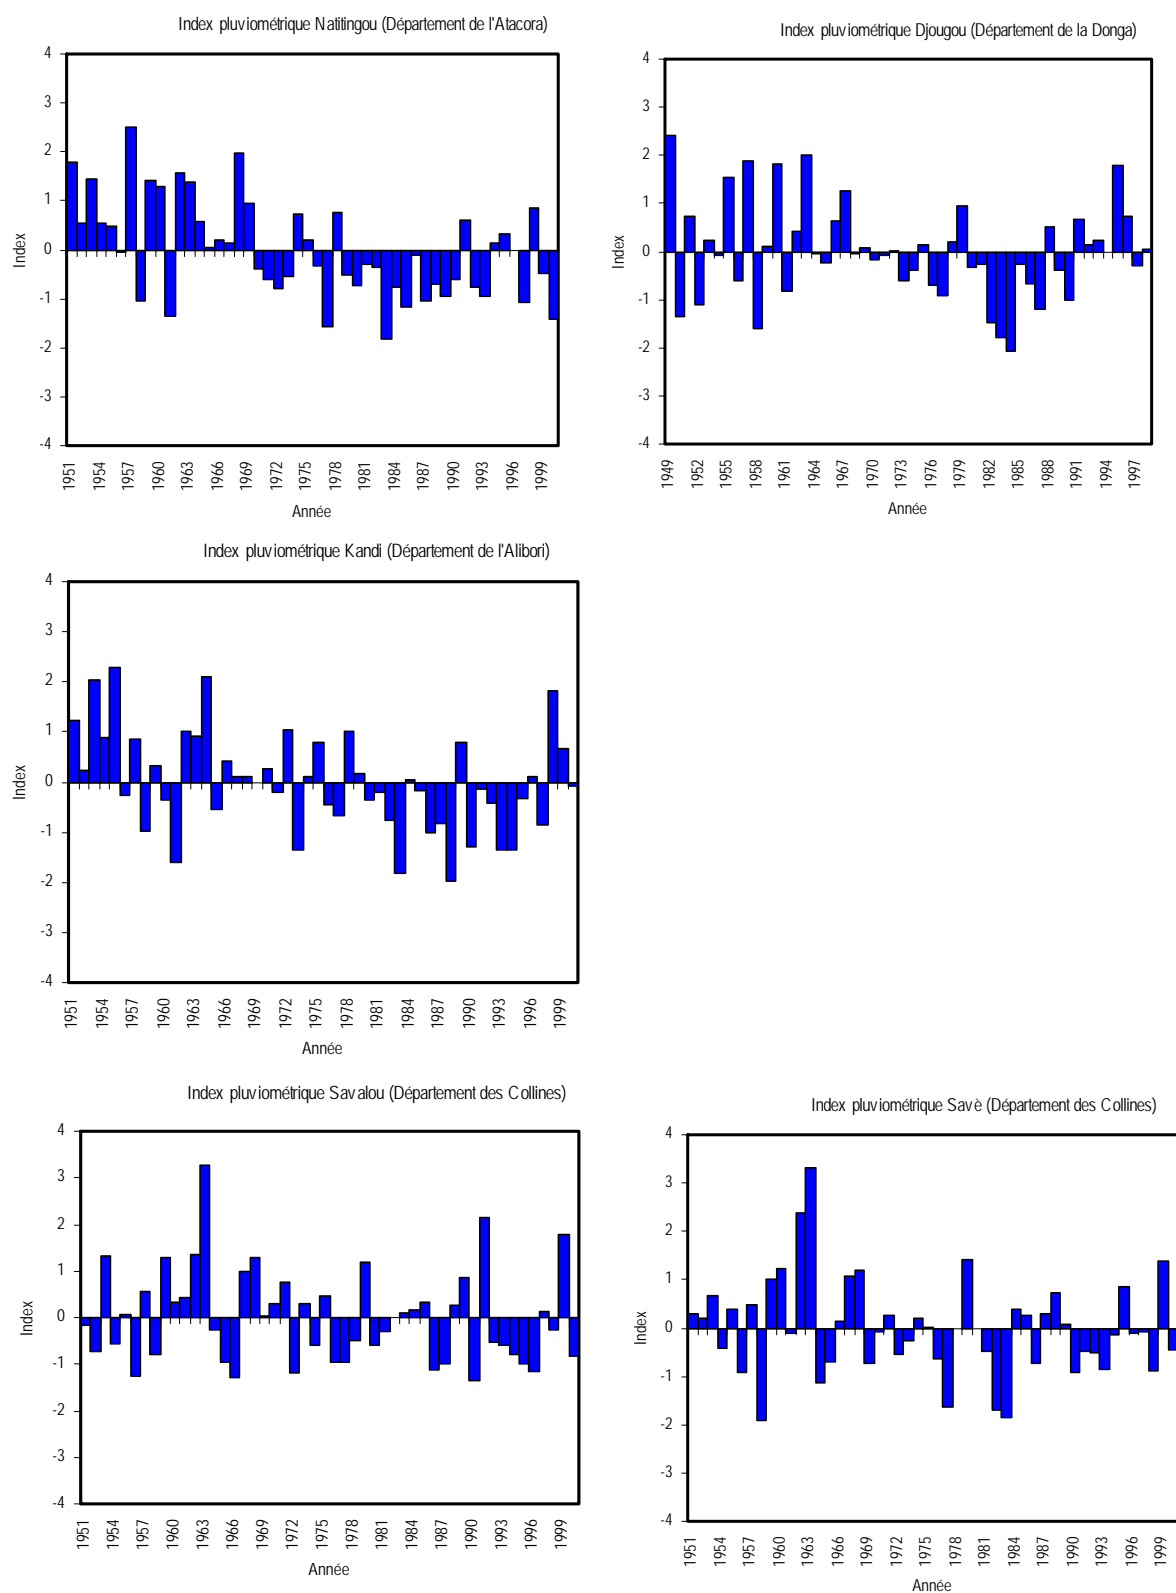 Index pluviométrique Natitingou (Département de l'Atacora)
4
3
2
1
0
-1
-2
-3
-4
Index
1951 1954 1957 1960 1963 1966 1969 1972 1975 1978 1981 1984 1987 1990 1993 1996 1999
Année
Index pluviométrique Djougou (Département de la Donga)
4
3
2
1
0
-1
-2
-3
-4
Index
1949 1952 1955 1958 1961 1964 1967 1970 1973 1976 1979 1982 1985 1988 1991 1994 1997
Année
Index pluviométrique Kandi (Département de l'Alibori)
4
3
2
1
0
-1
-2
-3
-4
Index
1951 1954 1957 1960 1963 1966 1969 1972 1975 1978 1981 1984 1987 1990 1993 1996 1999
Année
Index pluviométrique Savalou (Département des Collines)
4
3
2
1
0
-1
-2
-3
-4
Index
1951 1954 1957 1960 1963 1966 1969 1972 1975 1978 1981 1984 1987 1990 1993 1996 1999
Année
Index pluviométrique Savè (Département des Collines)
4
3
2
1
0
-1
-2
-3
-4
Index
1951 1954 1957 1960 1963 1966 1969 1972 1975 1978 1981 1984 1987 1990 1993 1996 1999
Année